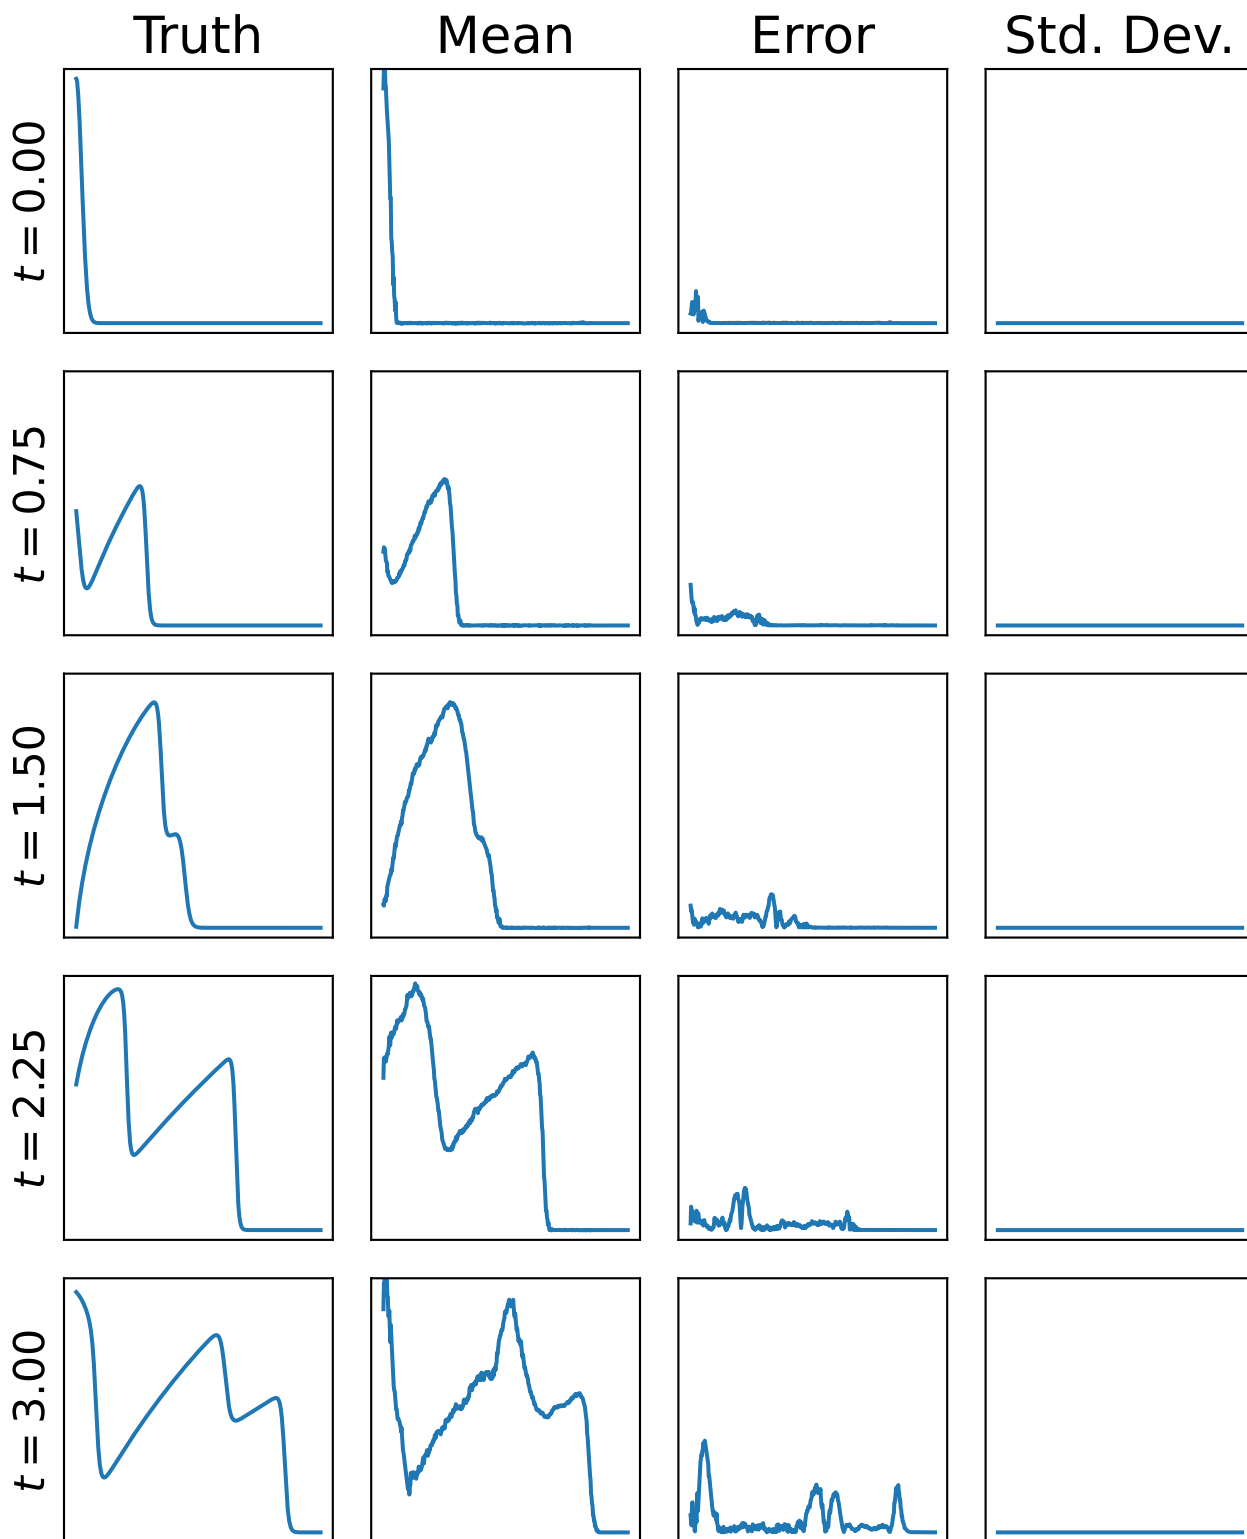 Truth Mean Error Std. Dev.
t = 0.00
t = 0.75
t = 1.50
t = 2.25
t = 3.00